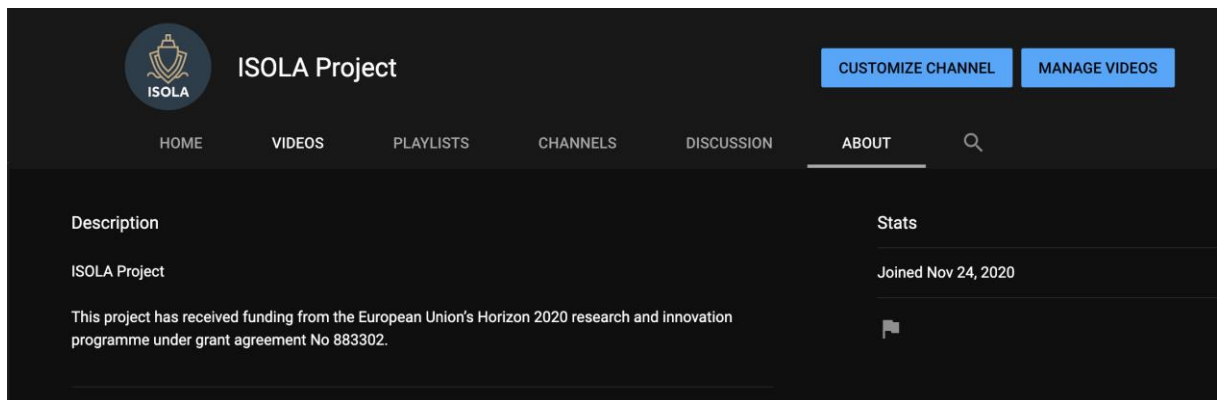 ISOLA
ISOLA Project
CUSTOMIZE CHANNEL
MANAGE VIDEOS
HOME
VIDEOS
PLAYLISTS
CHANNELS
DISCUSSION
ABOUT
Description
ISOLA Project
This project has received funding from the European Union's Horizon 2020 research and innovation
programme under grant agreement No 883302.
Stats
Joined Nov 24, 2020